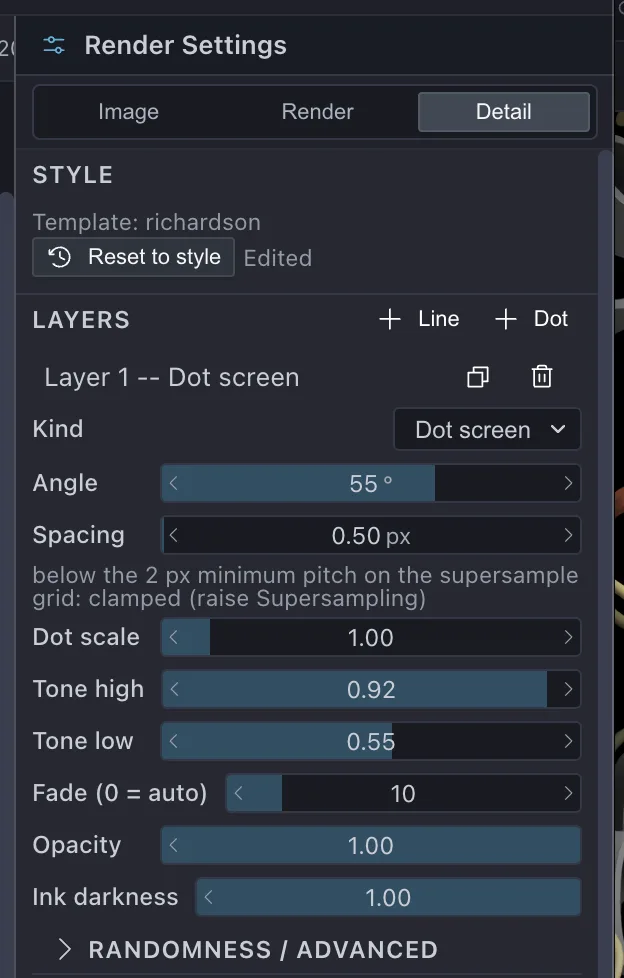 Render Settings
Image Render Detail
STYLE
Template: richardson
Reset to style Edited
LAYERS + Line + Dot
Layer 1 -- Dot screen
Kind Dot screen
Angle 55 °
Spacing 0.50 px
below the 2 px minimum pitch on the supersample
grid: clamped (raise Supersampling)
Dot scale 1.00
Tone high 0.92
Tone low 0.55
Fade (0 = auto) 10
Opacity 1.00
Ink darkness 1.00
RANDOMNESS / ADVANCED